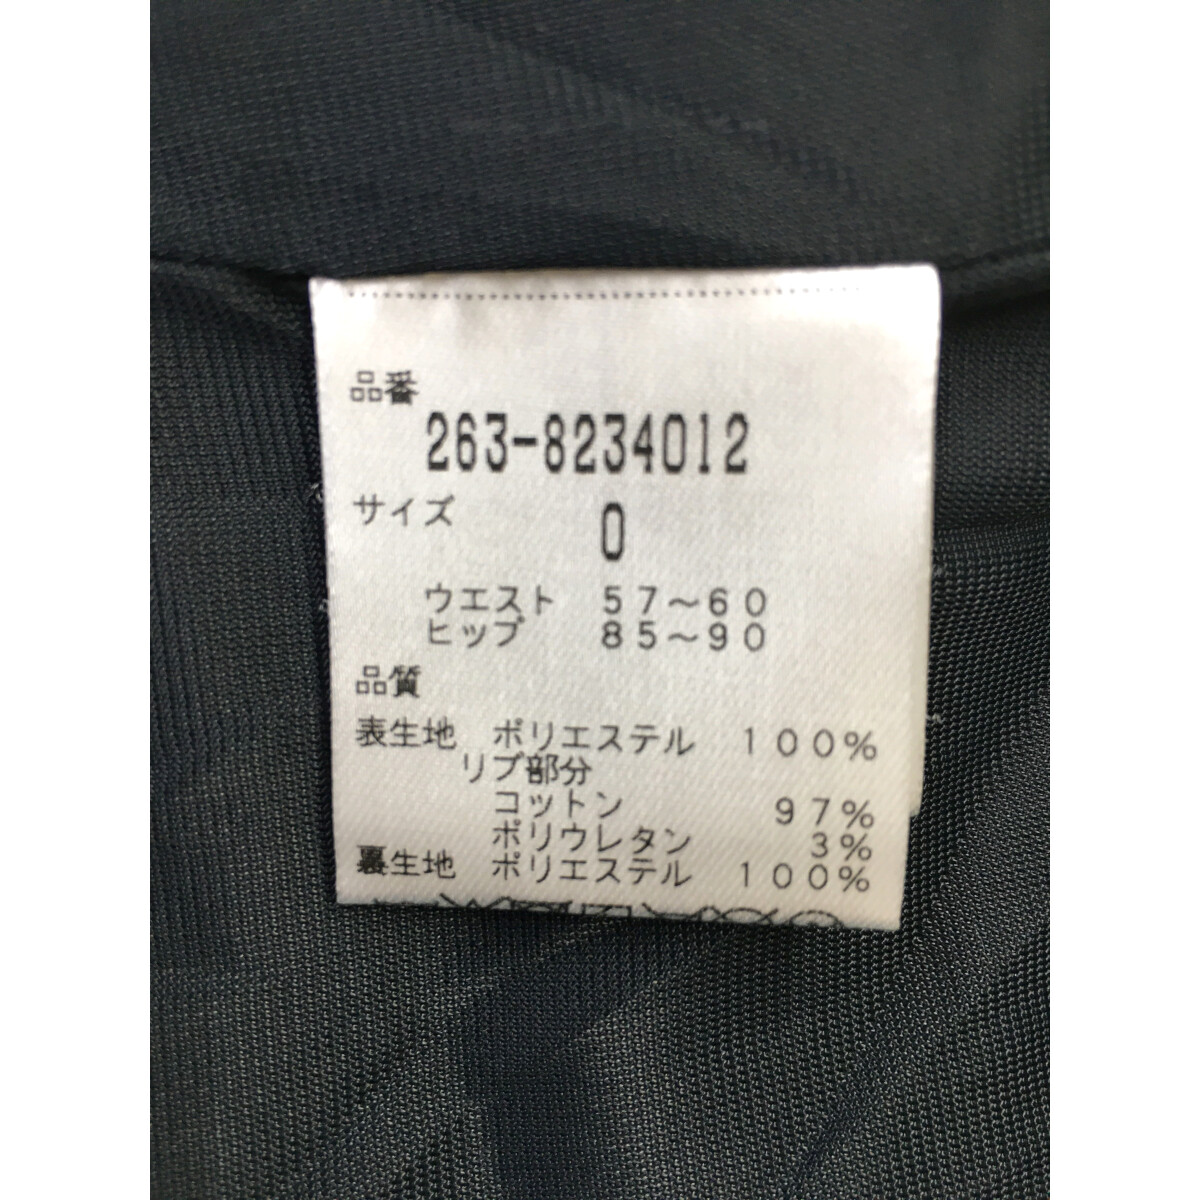 品番
263-8234012
サイズ 0
ウエスト 57～60
ヒップ 85～90
品質
表生地 ポリエステル 100%
リブ部分
コットン 97%
ポリウレタン 3%
裏生地 ポリエステル 100%